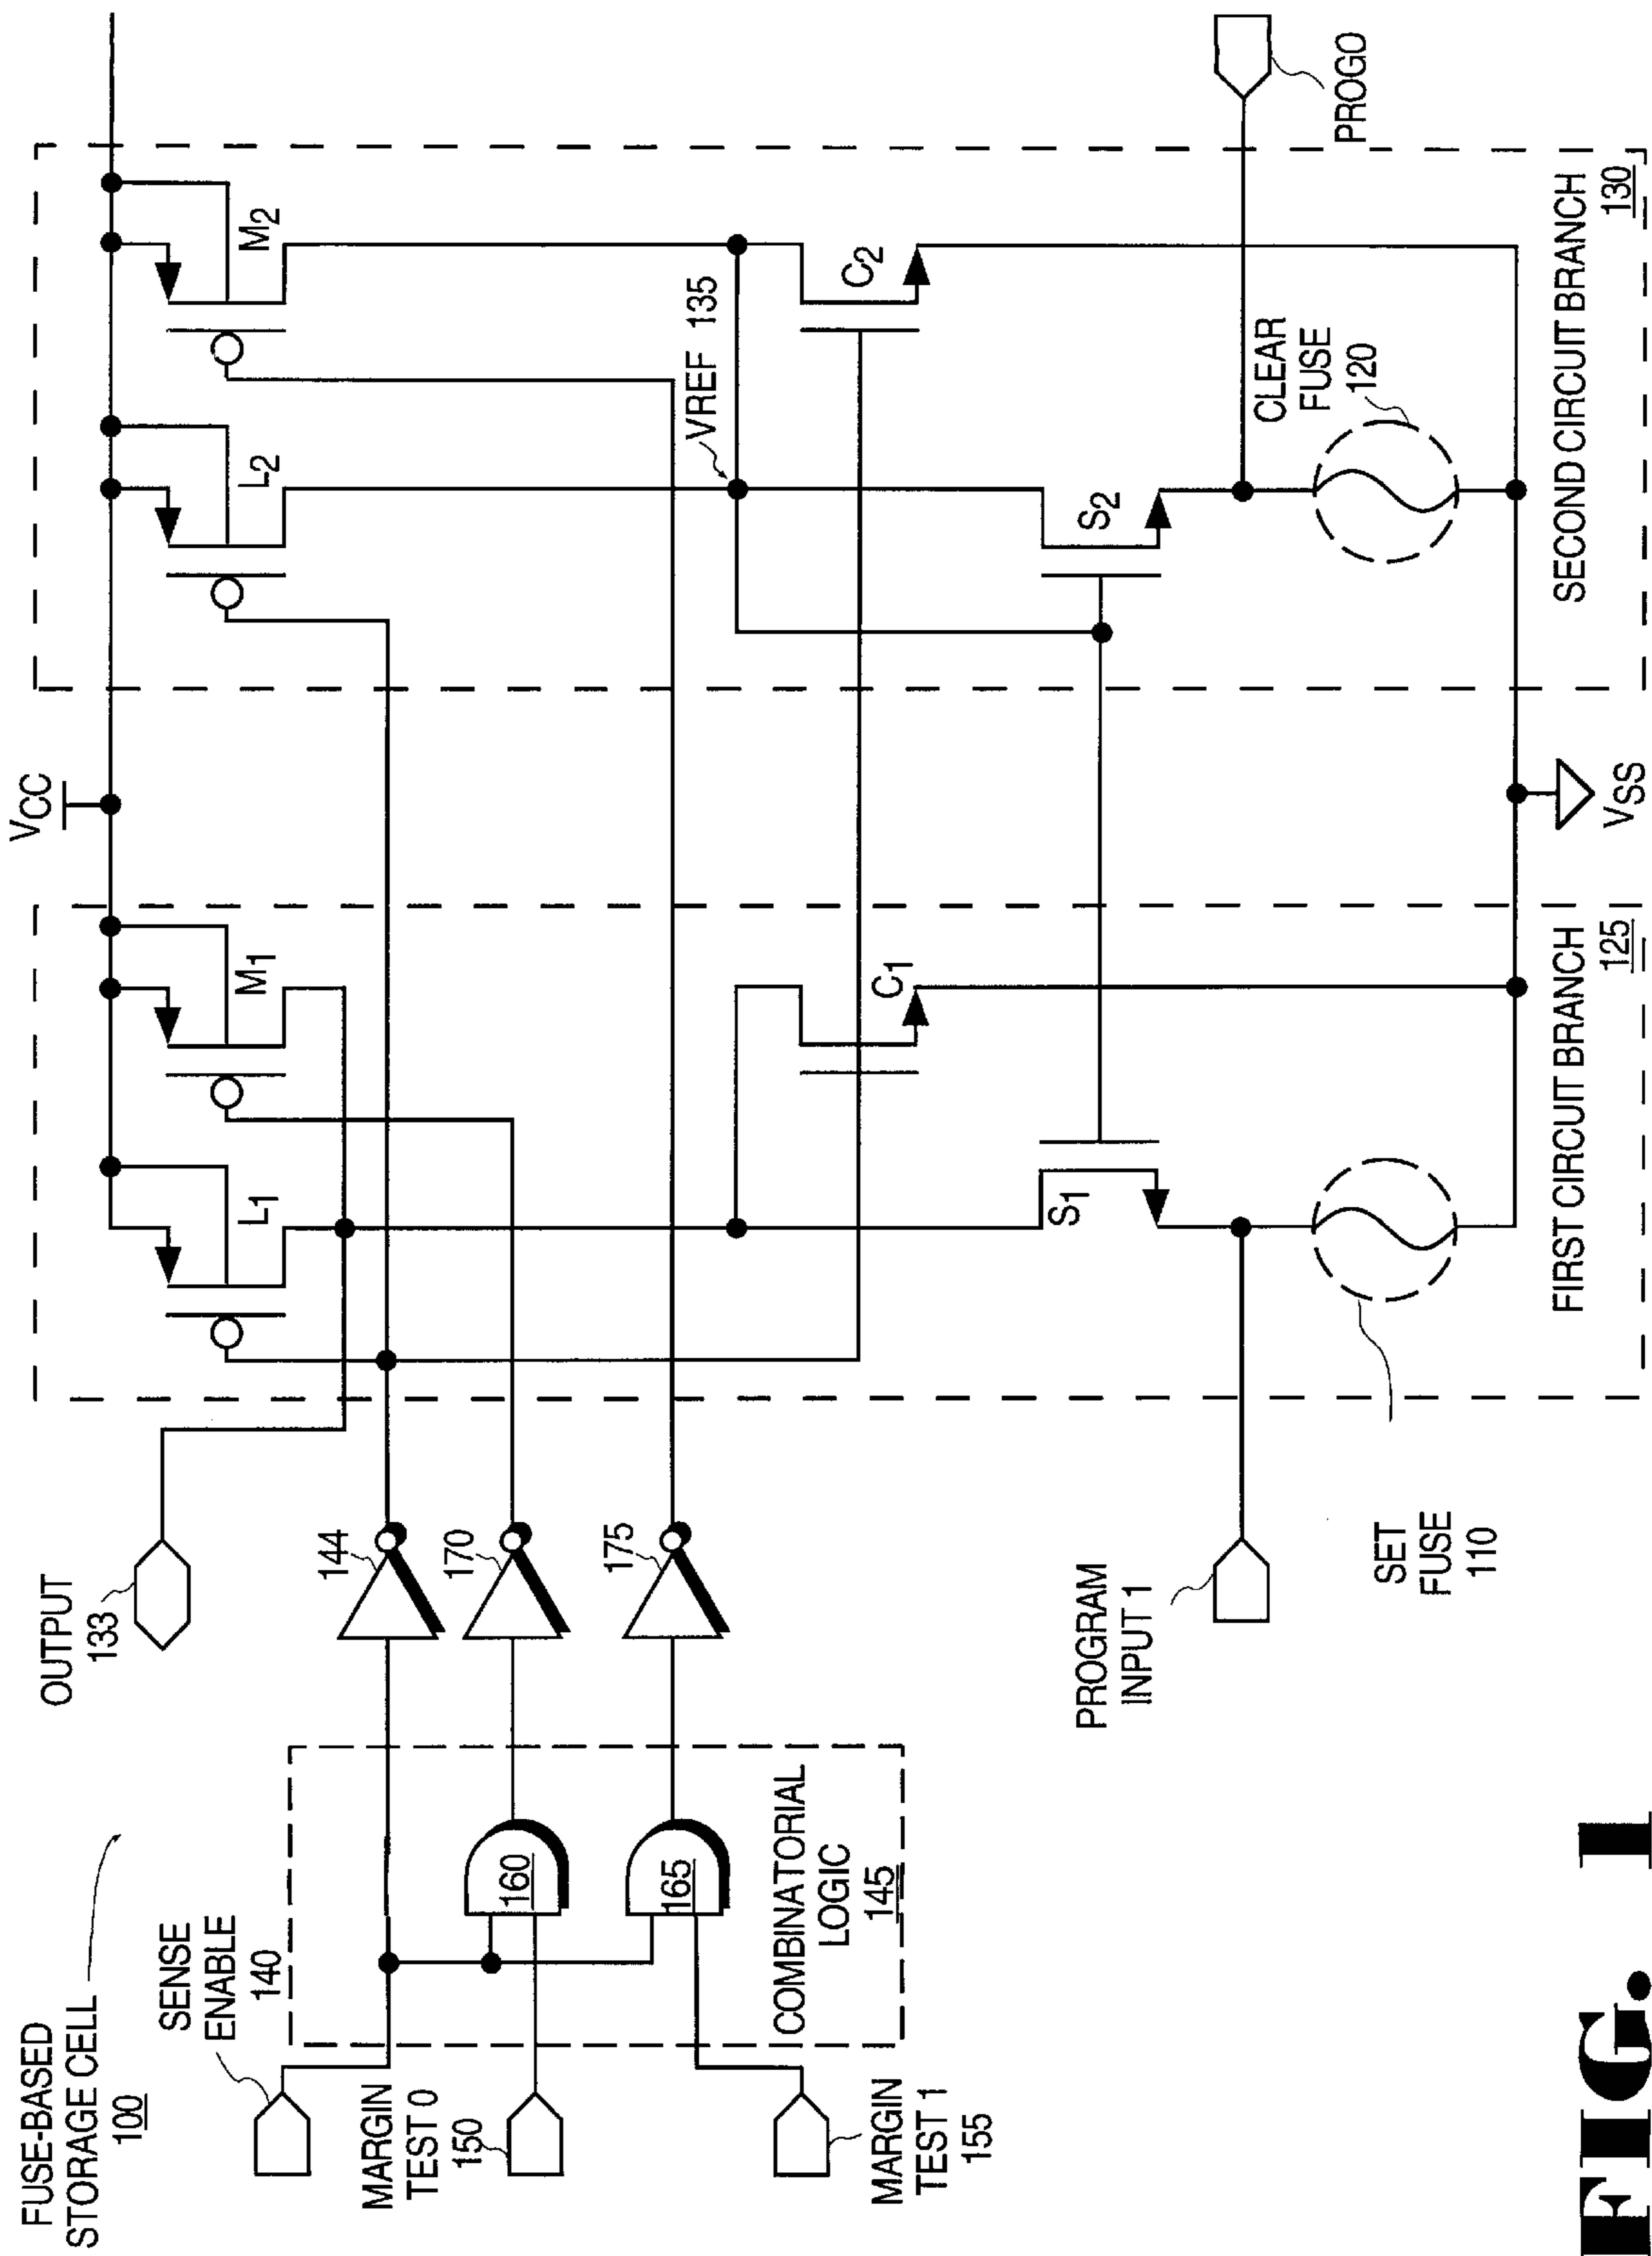 FUSE-BASED
STORAGE CELL
100
SENSE
ENABLE
140
MARGIN
TEST 0
150
MARGIN
TEST 1
155
COMBINATORIAL
LOGIC
145
160
165
OUTPUT
133
144
170
175
PROGRAM
INPUT 1
SET
FUSE
110
VCC
L1
M1
C1
S1
FIRST CIRCUIT BRANCH
125
VSS
L2
M2
VREF 135
C2
S2
CLEAR
FUSE
120
SECOND CIRCUIT BRANCH
130
PROGO
FIG. 1